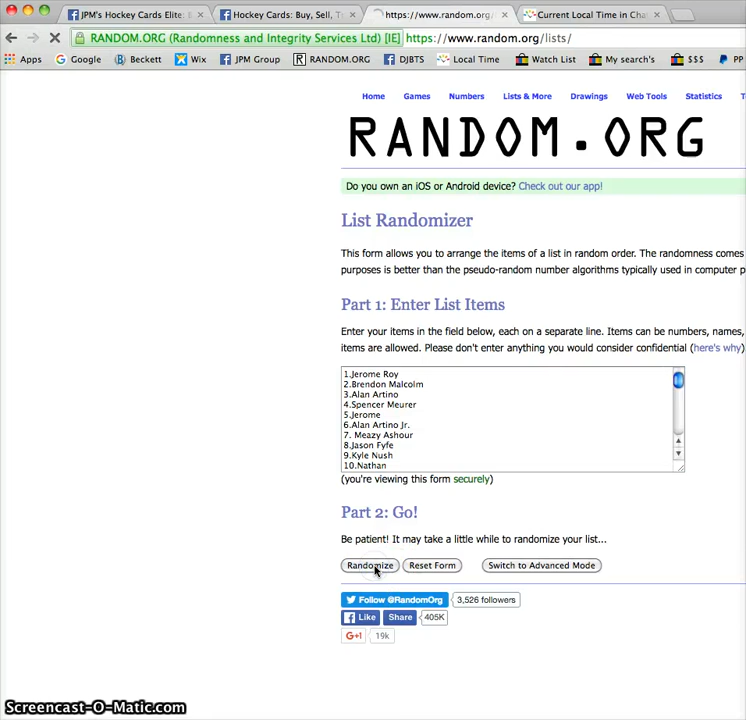 JPM's Hockey Cards Elite: B
Hockey Cards: Buy, Sell, T
https://www.random.org/
Current Local Time in Cha
RANDOM.ORG (Randomness and Integrity Services Ltd) [IE] https://www.random.org/lists/
Apps Google Beckett Wix JPM Group RANDOM.ORG DJBTS Local Time Watch List My search's $$$ PP
Home Games Numbers Lists & More Drawings Web Tools Statistics T
RANDOM.ORG
Do you own an iOS or Android device? Check out our app!
List Randomizer
This form allows you to arrange the items of a list in random order. The randomness comes
purposes is better than the pseudo-random number algorithms typically used in computer p
Part 1: Enter List Items
Enter your items in the field below, each on a separate line. Items can be numbers, names,
items are allowed. Please don't enter anything you would consider confidential (here's why)
1.Jerome Roy
2.Brendon Malcolm
3.Alan Artino
4.Spencer Meurer
5.Jerome
6.Alan Artino Jr.
7. Meazy Ashour
8.Jason Fyfe
9.Kyle Nush
10.Nathan
(you're viewing this form securely)
Part 2: Go!
Be patient! It may take a little while to randomize your list...
Randomize Reset Form Switch to Advanced Mode
Follow @RandomOrg 3,526 followers
Like Share 405K
G+1 19k
Screencast-O-Matic.com